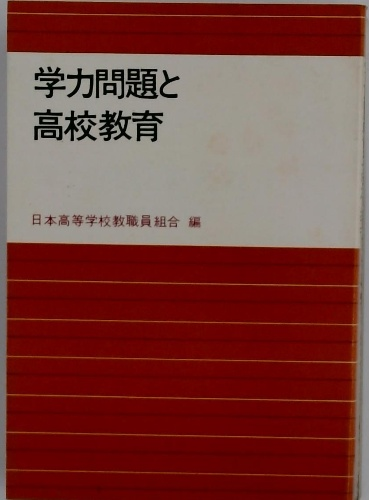 学力問題と
高校教育
日本高等学校教職員組合 編